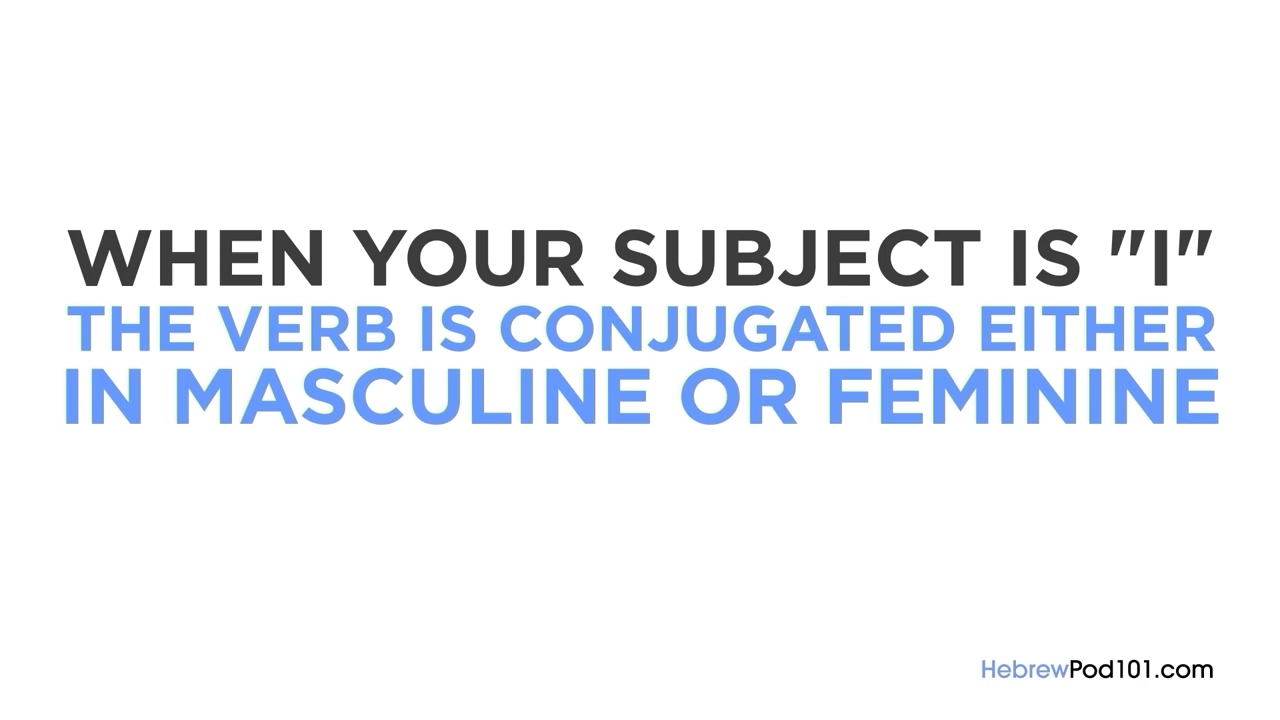 WHEN YOUR SUBJECT IS "I"
THE VERB IS CONJUGATED EITHER
IN MASCULINE OR FEMININE
HebrewPod101.com